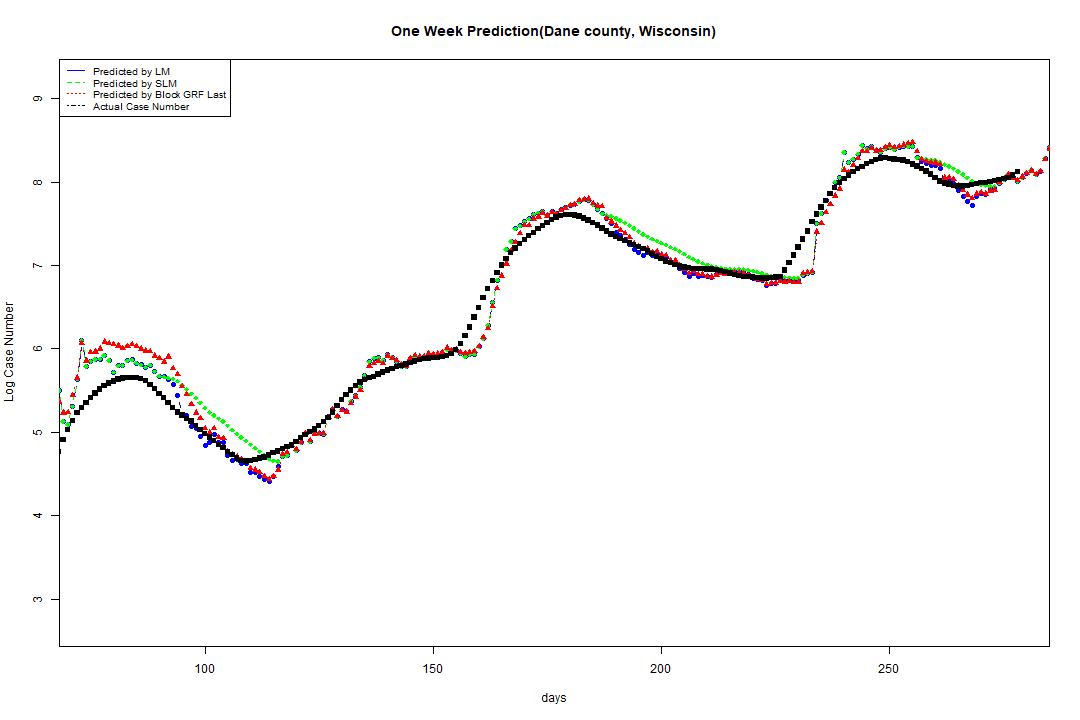 One Week Prediction(Dane county, Wisconsin)
Predicted by LM
Predicted by SLM
Predicted by Block GRF Last
Actual Case Number
9
8
7
6
5
4
3
Log Case Number
100 150 200 250
days